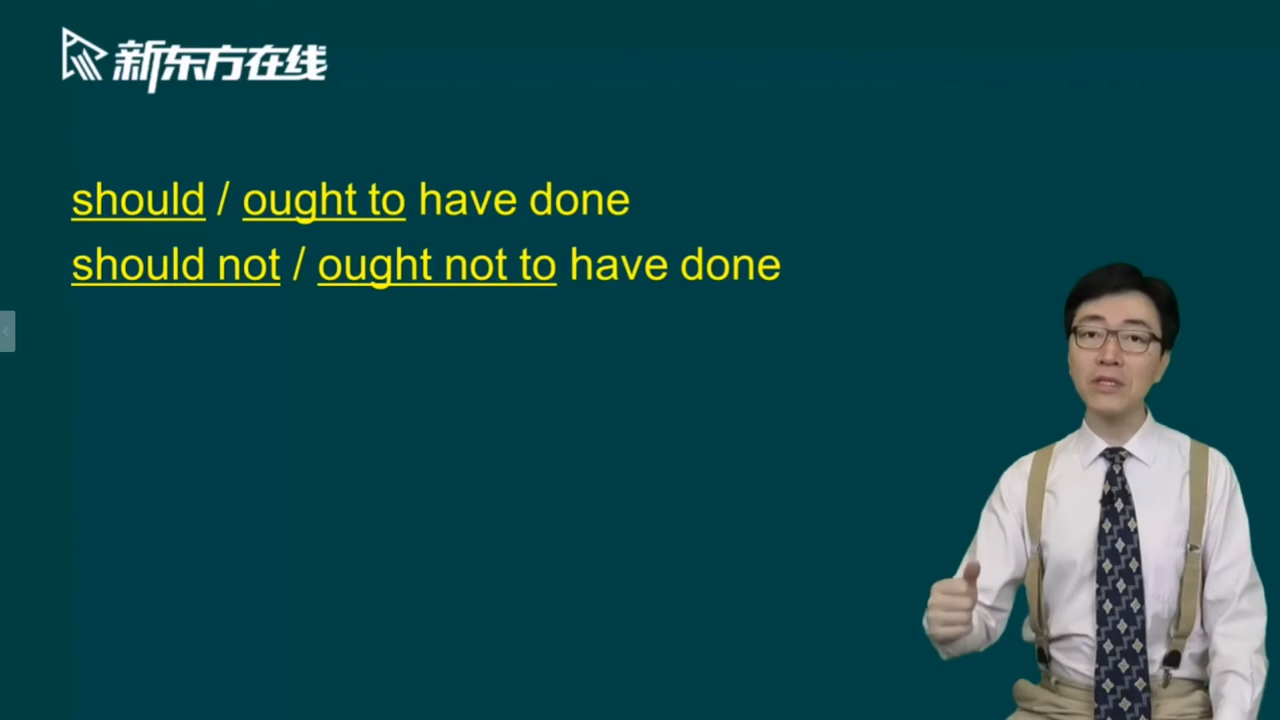 新东方在线
should / ought to have done
should not / ought not to have done